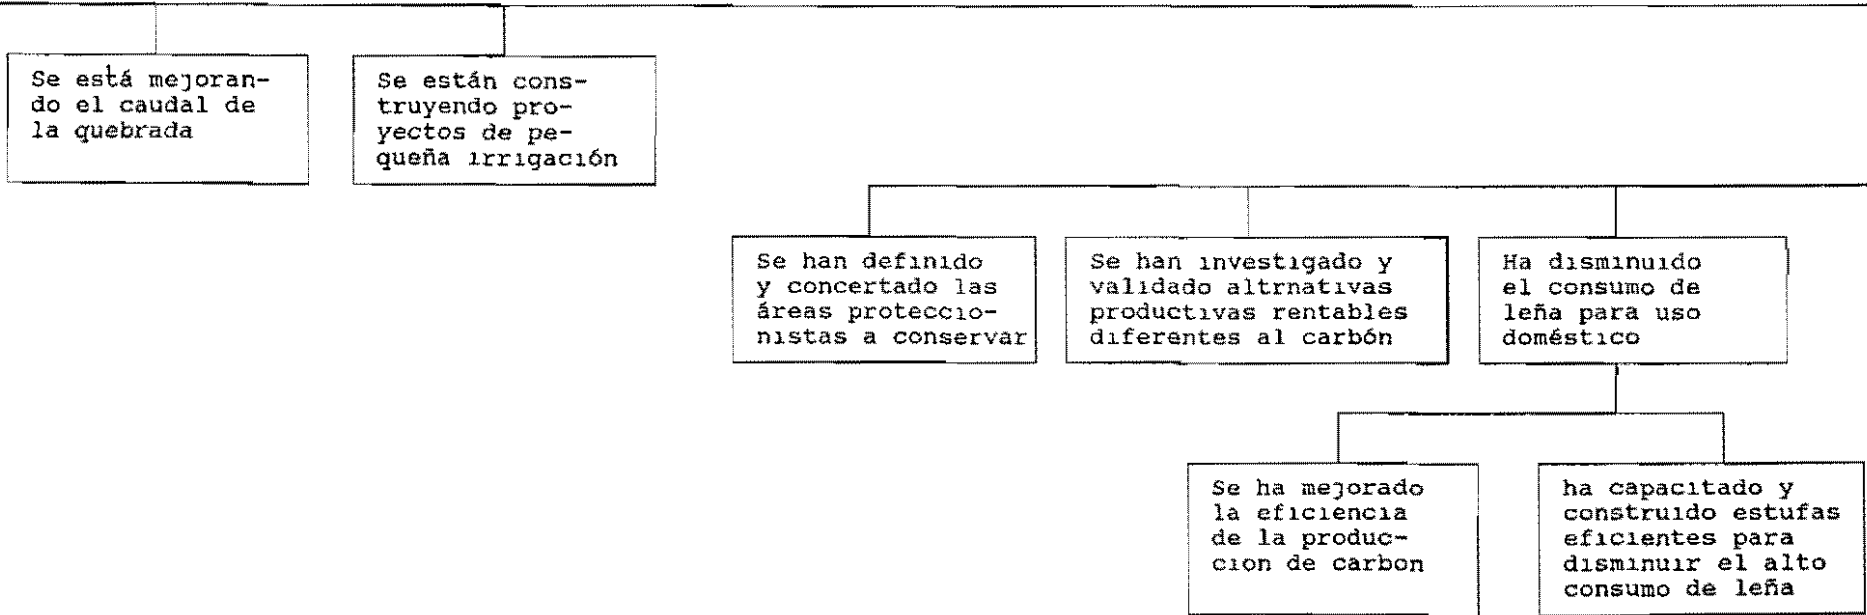 Se está mejoran-
do el caudal de
la quebrada
Se están cons-
truyendo pro-
yectos de pe-
queña irrigación
Se han definido
y concertado las
áreas proteccio-
nistas a conservar
Se han investigado y
validado altrnativas
productivas rentables
diferentes al carbón
Ha disminuido
el consumo de
leña para uso
doméstico
Se ha mejorado
la eficiencia
de la produc-
cion de carbon
ha capacitado y
construido estufas
eficientes para
disminuir el alto
consumo de leña